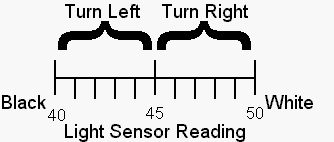 Turn Left Turn Right
Black White
40 45 50
Light Sensor Reading